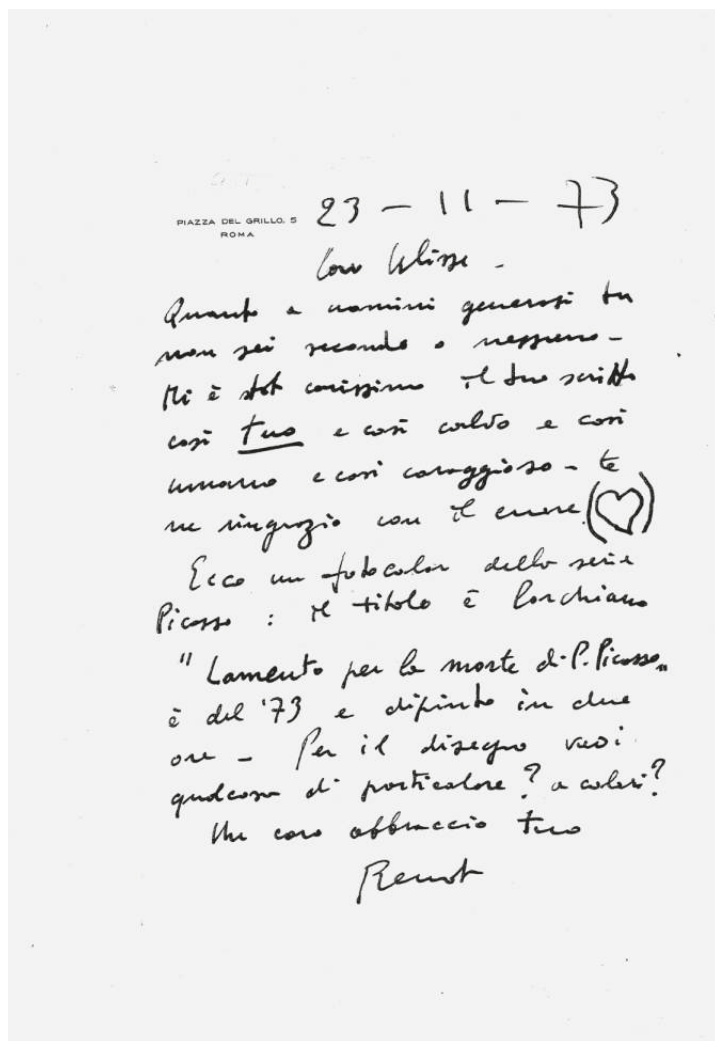 PIAZZA DEL GRILLO, 5
ROMA
23 - 11 - 73
Caro Ulisse -
Quanto a uomini generosi tu
non sei secondo a nessuno -
Mi è stato carissimo il tuo scritto
così tuo e così caldo e così
umano e così coraggioso - te
ne ringrazio con il cuore (♡)
Ecco un fotocolor della serie
Picasso : il titolo è lorchiano
"Lamento per la morte di P. Picasso"
è del '73 e dipinto in due
ore - Per il disegno vuoi
qualcosa di particolare? a colori?
Un caro abbraccio tuo
Renato